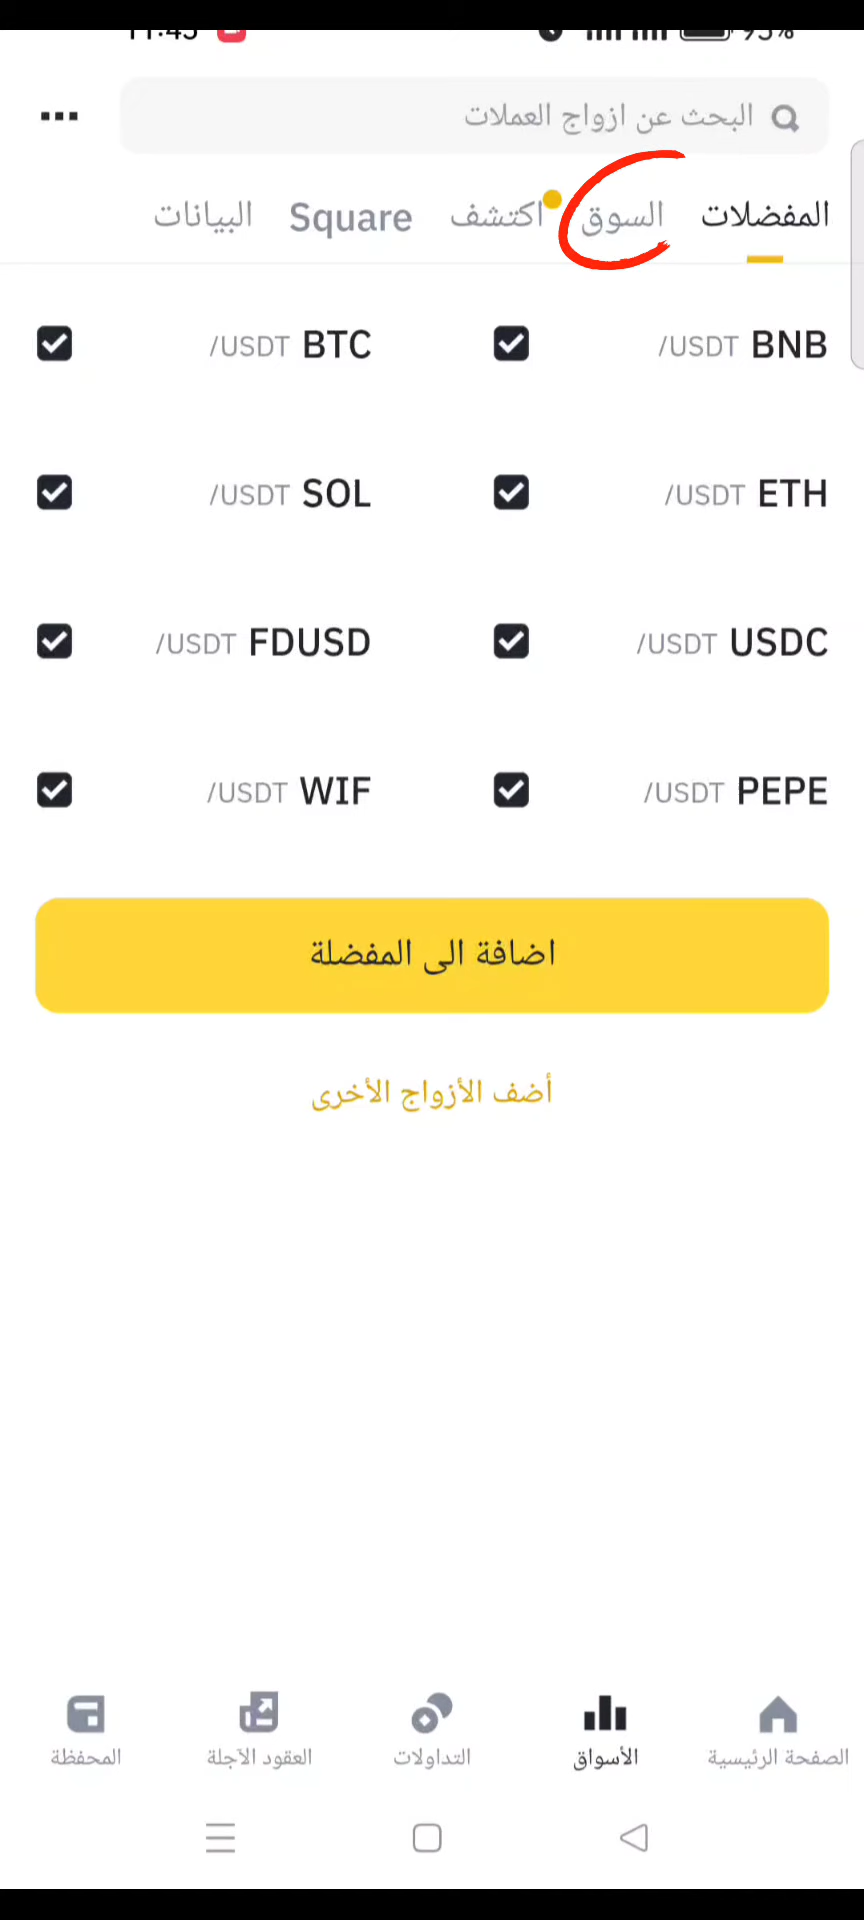 البحث عن ازواج العملات
المفضلات السوق اكتشف Square البيانات
BNB /USDT BTC /USDT
ETH /USDT SOL /USDT
USDC /USDT FDUSD /USDT
PEPE /USDT WIF /USDT
اضافة الى المفضلة
أضف الأزواج الأخرى
الصفحة الرئيسية الأسواق التداولات العقود الآجلة المحفظة